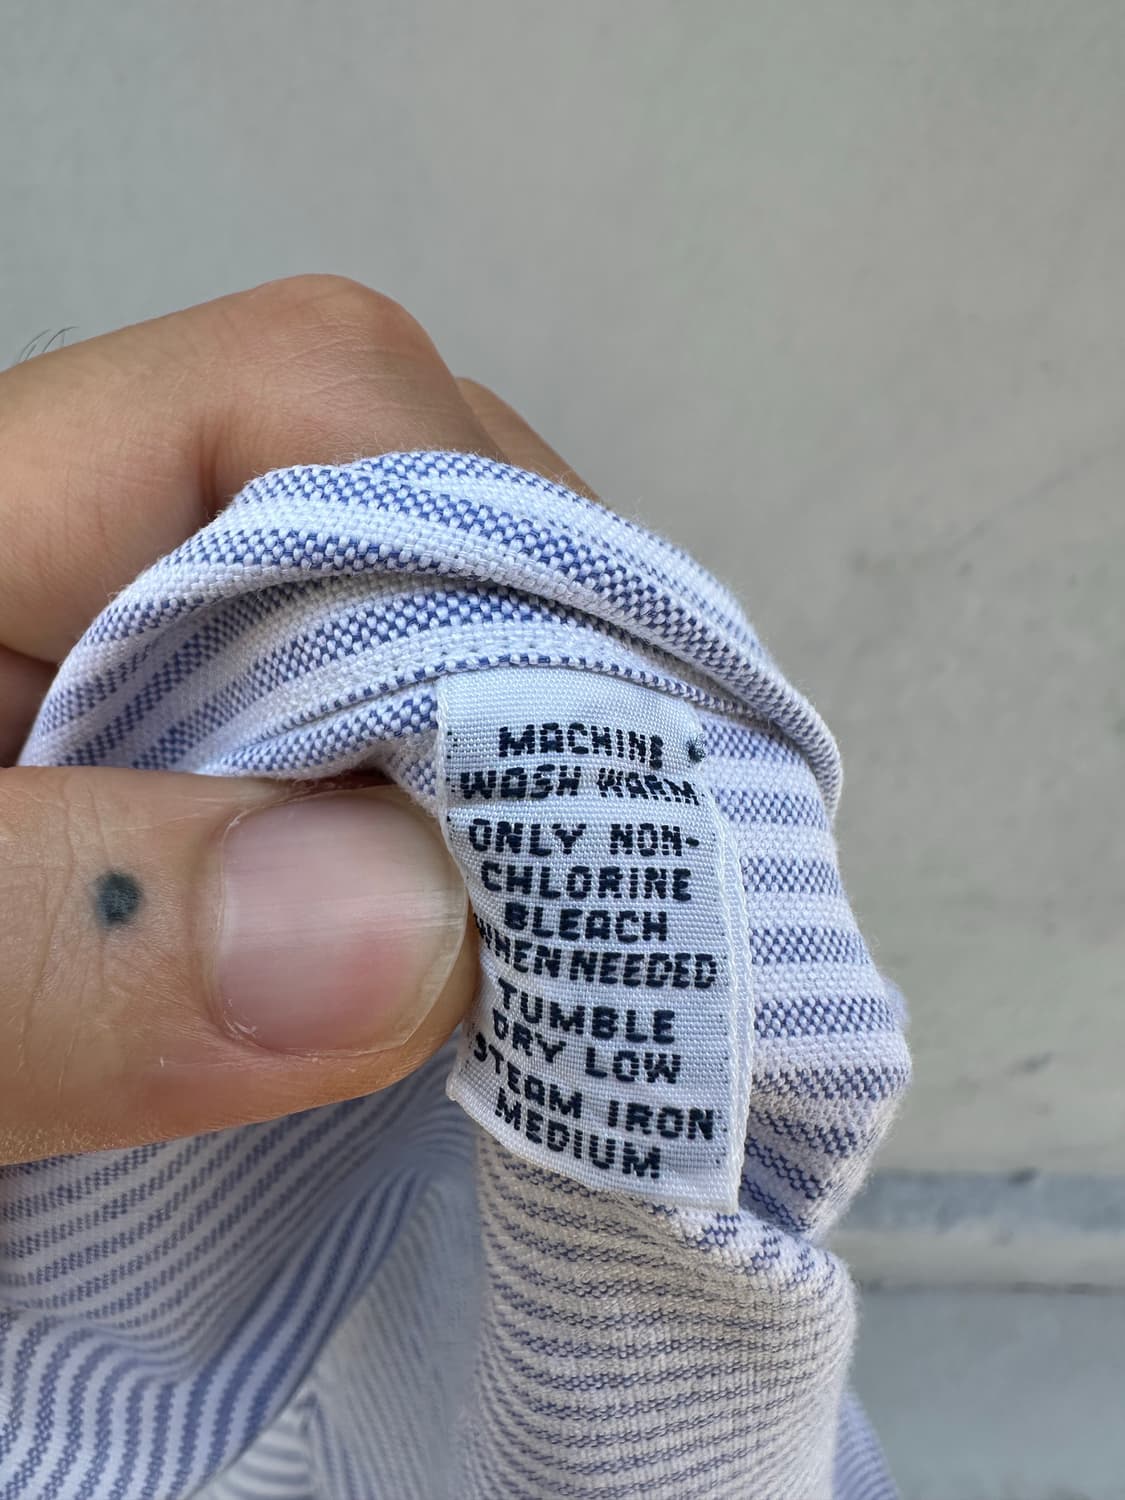 MACHINE
WASH WARM
ONLY NON-
CHLORINE
BLEACH
WHEN NEEDED
TUMBLE
DRY LOW
STEAM IRON
MEDIUM